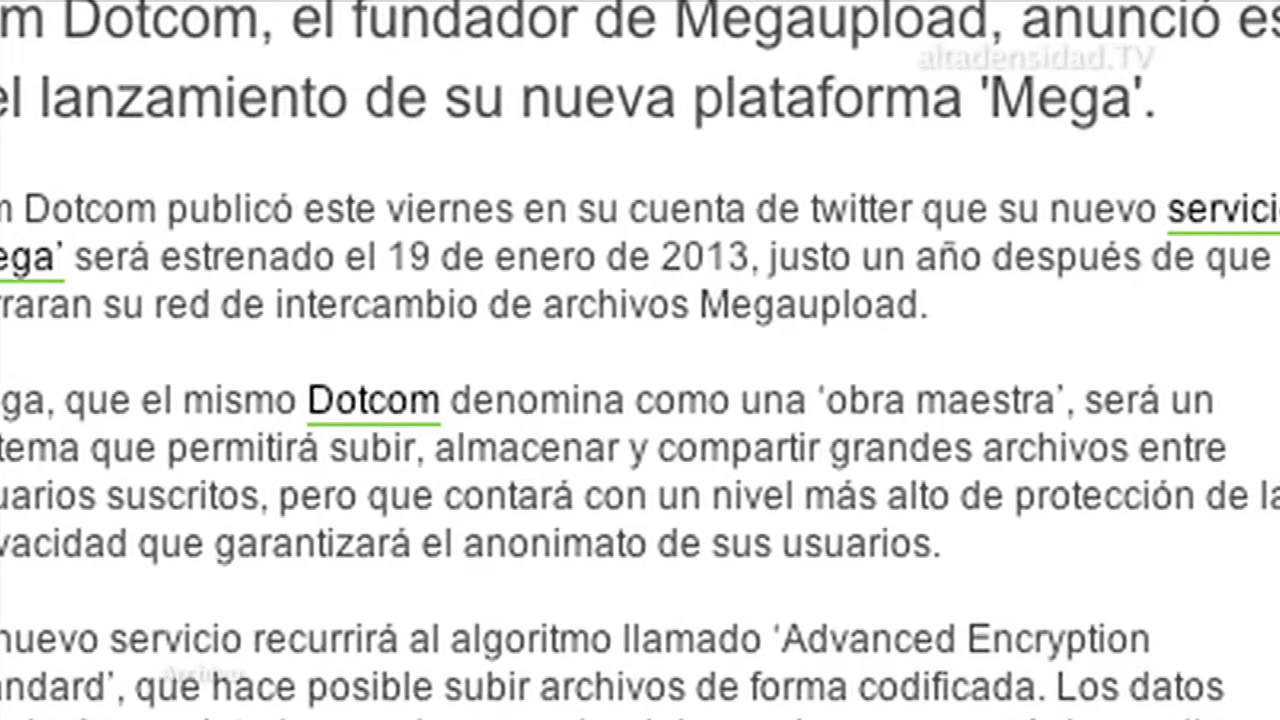 m Dotcom, el fundador de Megaupload, anunció es
altadensidad.TV
el lanzamiento de su nueva plataforma 'Mega'.
m Dotcom publicó este viernes en su cuenta de twitter que su nuevo servici
ega’ será estrenado el 19 de enero de 2013, justo un año después de que
rraran su red de intercambio de archivos Megaupload.
ga, que el mismo Dotcom denomina como una ‘obra maestra’, será un
tema que permitirá subir, almacenar y compartir grandes archivos entre
uarios suscritos, pero que contará con un nivel más alto de protección de la
vacidad que garantizará el anonimato de sus usuarios.
nuevo servicio recurrirá al algoritmo llamado ‘Advanced Encryption
Archivo
andard’, que hace posible subir archivos de forma codificada. Los datos